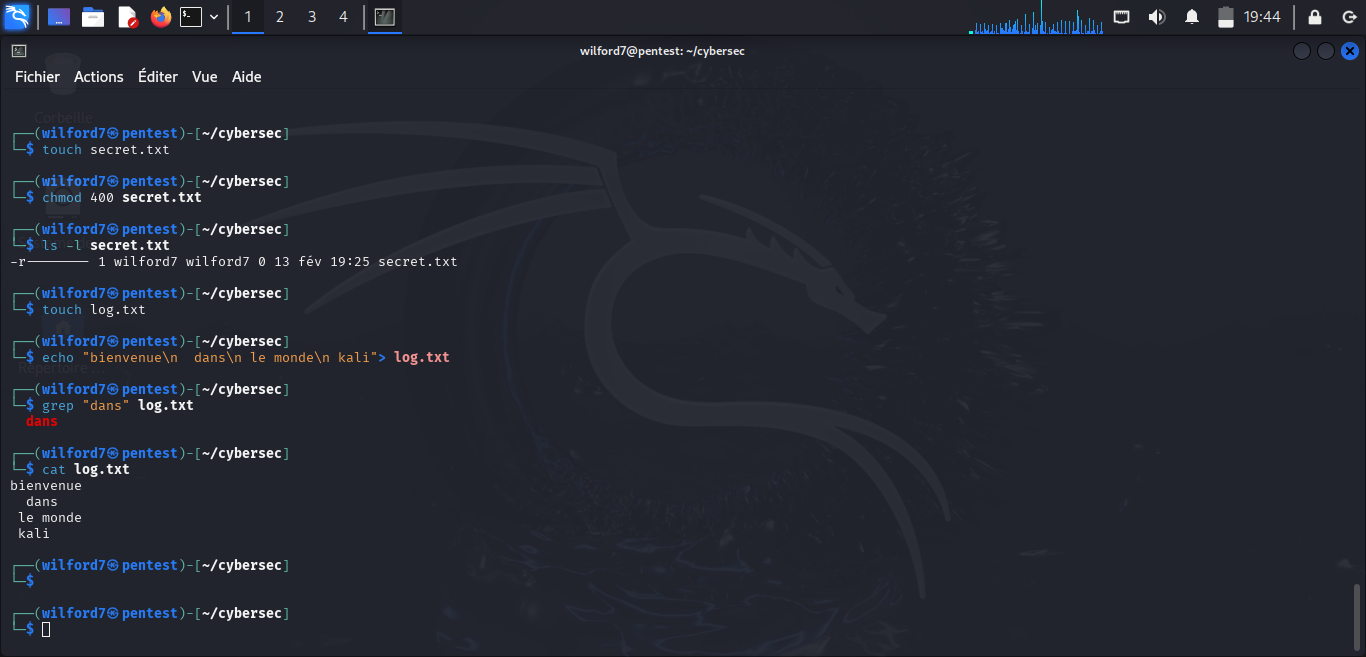 1 2 3 4 19:44
wilford7@pentest: ~/cybersec
Fichier Actions Éditer Vue Aide
Corbeille
┌──(wilford7㉿pentest)-[~/cybersec]
└─$ touch secret.txt
┌──(wilford7㉿pentest)-[~/cybersec]
└─$ chmod 400 secret.txt
┌──(wilford7㉿pentest)-[~/cybersec]
└─$ ls -l secret.txt
-r-------- 1 wilford7 wilford7 0 13 fév 19:25 secret.txt
┌──(wilford7㉿pentest)-[~/cybersec]
└─$ touch log.txt
┌──(wilford7㉿pentest)-[~/cybersec]
└─$ echo "bienvenue\n  dans\n le monde\n kali"> log.txt
Répertoire ...
┌──(wilford7㉿pentest)-[~/cybersec]
└─$ grep "dans" log.txt
  dans
┌──(wilford7㉿pentest)-[~/cybersec]
└─$ cat log.txt
bienvenue
  dans
 le monde
 kali
┌──(wilford7㉿pentest)-[~/cybersec]
└─$
┌──(wilford7㉿pentest)-[~/cybersec]
└─$